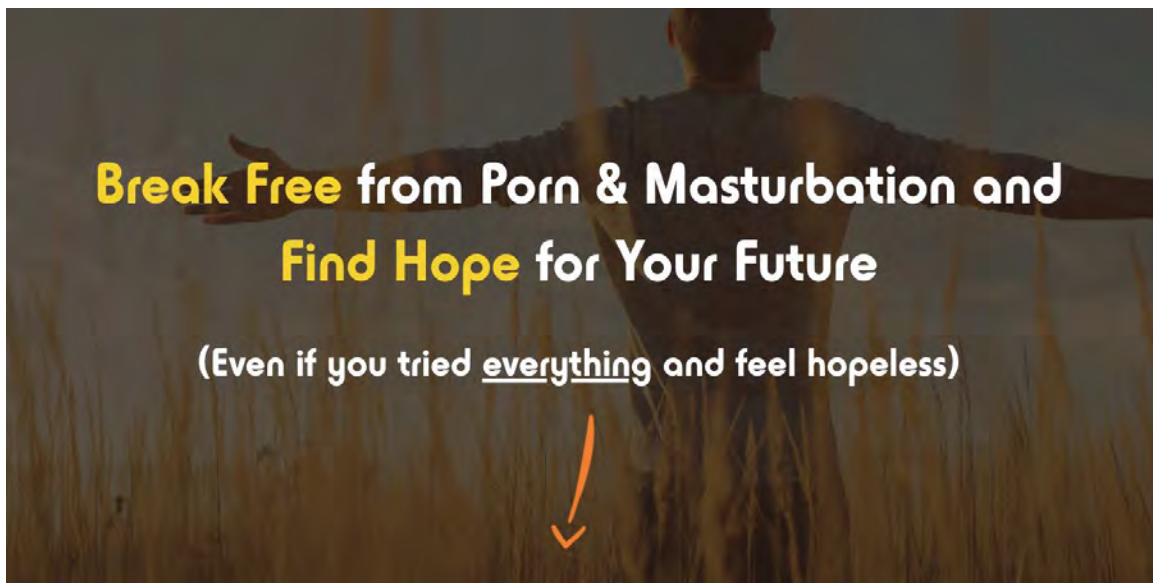 Break Free from Porn & Masturbation and
Find Hope for Your Future
(Even if you tried everything and feel hopeless)